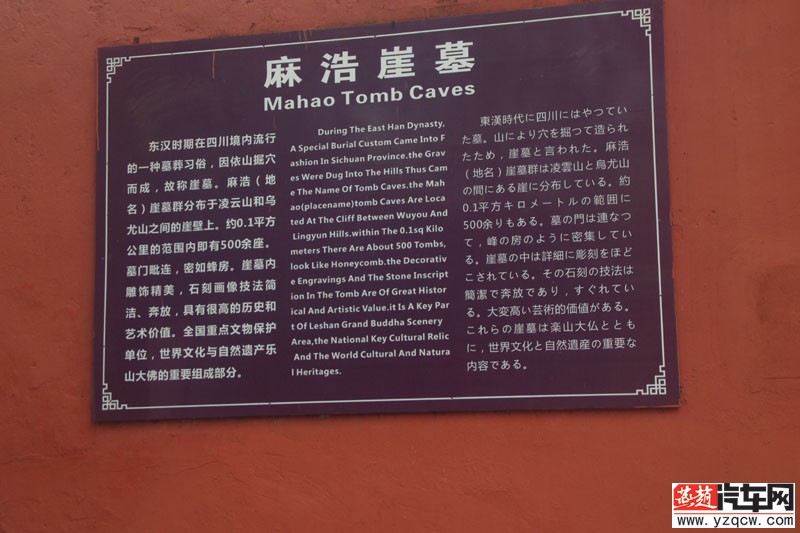 麻浩崖墓
Mahao Tomb Caves
东汉时期在四川境内流行
的一种墓葬习俗，因依山掘穴
而成，故称崖墓。麻浩（地
名）崖墓群分布于凌云山和乌
尤山之间的崖壁上。约0.1平方
公里的范围内即有500余座。
墓门毗连，密如蜂房。崖墓内
雕饰精美，石刻画像技法简
洁、奔放，具有很高的历史和
艺术价值。全国重点文物保护
单位，世界文化与自然遗产乐
山大佛的重要组成部分。
During The East Han Dynasty,
A Special Burial Custom Came Into F
ashion In Sichuan Province.the Grav
es Were Dug Into The Hills Thus Cam
e The Name Of Tomb Caves.the Mah
ao(placename)tomb Caves Are Loca
ted At The Cliff Between Wuyou And
Lingyun Hills.within The 0.1sq Kilo
meters There Are About 500 Tombs,
look Like Honeycomb.the Decorativ
e Engravings And The Stone Inscript
ion In The Tomb Are Of Great Histor
ical And Artistic Value.it Is A Key Par
t Of Leshan Grand Buddha Scenery
Area,the National Key Cultural Relic
And The World Cultural And Natura
l Heritages.
東漢時代に四川にはやつてい
た墓。山により穴を掘つて造られ
たため，崖墓と言われた。麻浩
（地名）崖墓群は凌雲山と烏尤山
の間にある崖に分布している。約
0.1平方キロメートルの範囲に
500余りもある。墓の門は連なつ
て，峰の房のように密集してい
る。崖墓の中は詳細に彫刻をほど
こされている。その石刻の技法は
簡潔で奔放であり，すぐれてい
る。大変高い芸術的価値がある。
これらの崖墓は楽山大仏ととも
に，世界文化と自然遺産の重要な
内容である。
燕赵汽车网
www.yzqcw.com